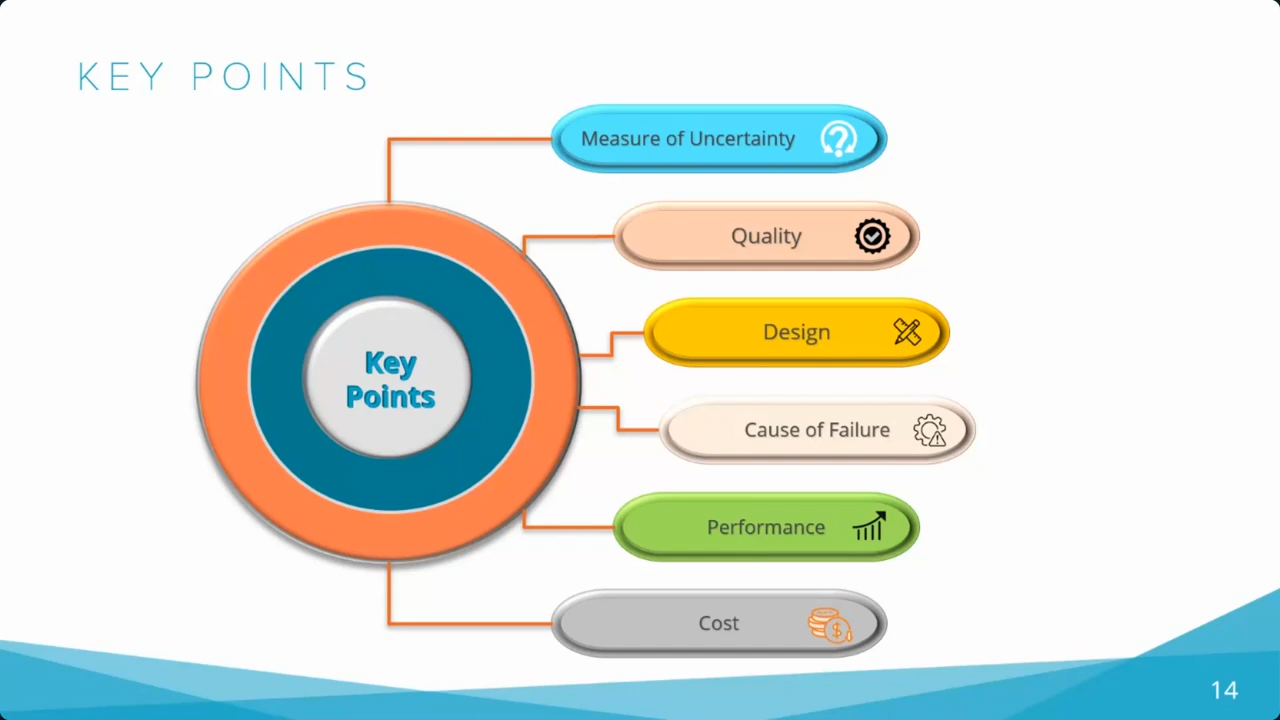 KEY POINTS
Measure of Uncertainty
Quality
Design
Key
Points
Cause of Failure
Performance
Cost
14